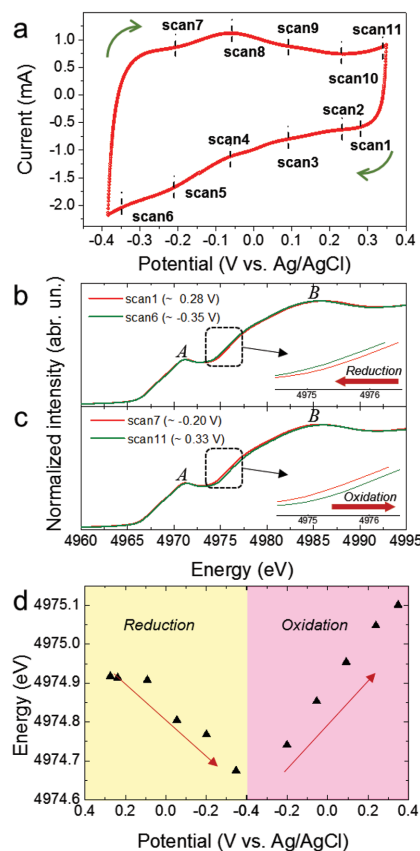 a
scan7
scan9
scan11
scan8
scan10
scan2
scan4
scan1
scan3
scan5
scan6
Current (mA)
1.0
0.5
0.0
-0.5
-1.0
-1.5
-2.0
-0.4 -0.3 -0.2 -0.1 0.0 0.1 0.2 0.3 0.4
Potential (V vs. Ag/AgCl)
b
scan1 (~ 0.28 V)
scan6 (~ -0.35 V)
A
B
Reduction
4975 4976
c
scan7 (~ -0.20 V)
scan11 (~ 0.33 V)
A
B
Oxidation
4975 4976
Normalized intensity (abr. un.)
4960 4965 4970 4975 4980 4985 4990 4995
Energy (eV)
d
Reduction
Oxidation
Energy (eV)
4975.1
4975.0
4974.9
4974.8
4974.7
4974.6
0.4 0.2 0.0 -0.2 -0.4 -0.2 0.0 0.2 0.4
Potential (V vs. Ag/AgCl)